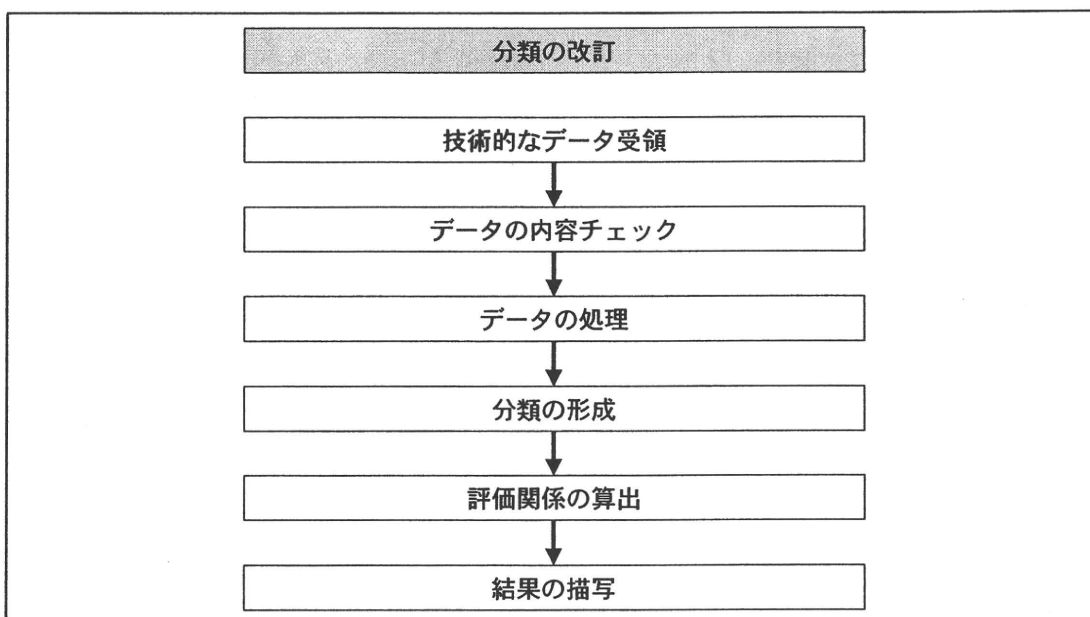 分類の改訂
技術的なデータ受領
データの内容チェック
データの処理
分類の形成
評価関係の算出
結果の描写